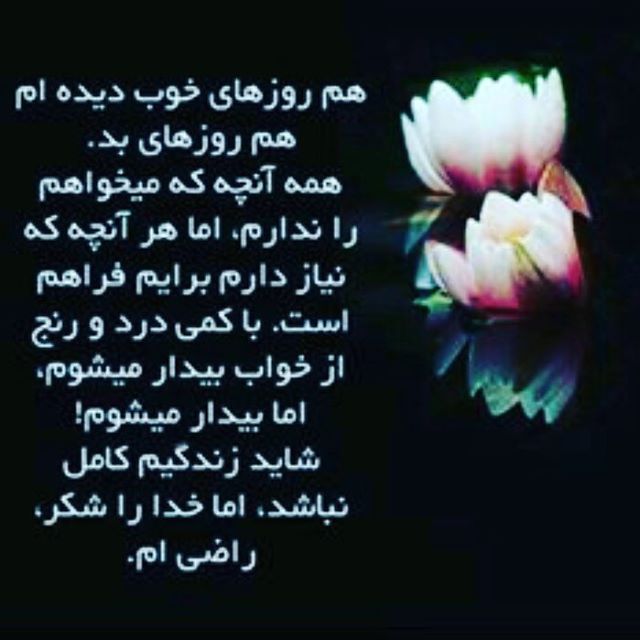 هم روزهای خوب دیده ام
هم روزهای بد.
همه آنچه که میخواهم
را ندارم، اما هر آنچه که
نیاز دارم برایم فراهم
است. با کمی درد و رنج
از خواب بیدار میشوم،
اما بیدار میشوم!
شاید زندگیم کامل
نباشد، اما خدا را شکر،
راضی ام.